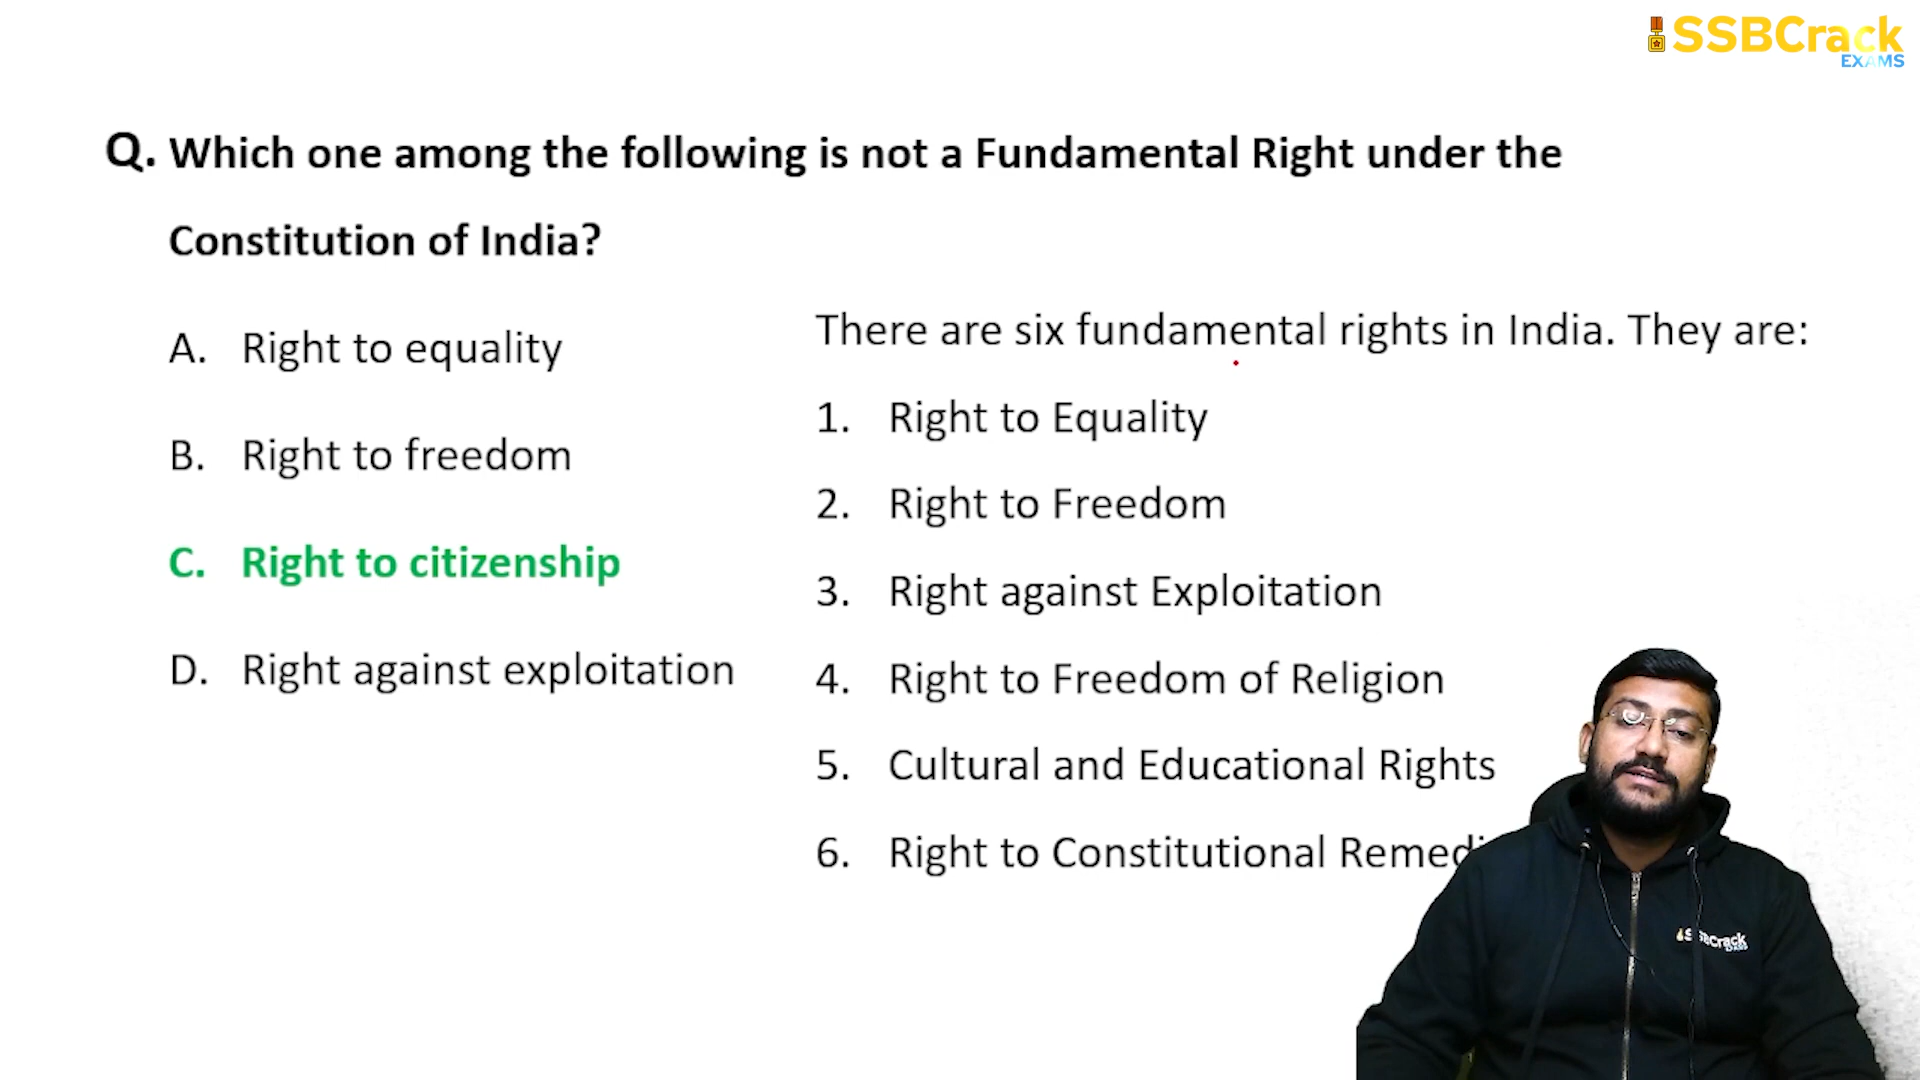 SSBCrack
EXAMS
Q. Which one among the following is not a Fundamental Right under the
Constitution of India?
A. Right to equality
B. Right to freedom
C. Right to citizenship
D. Right against exploitation
There are six fundamental rights in India. They are:
1. Right to Equality
2. Right to Freedom
3. Right against Exploitation
4. Right to Freedom of Religion
5. Cultural and Educational Rights
6. Right to Constitutional
SSBCrack
EXAMS